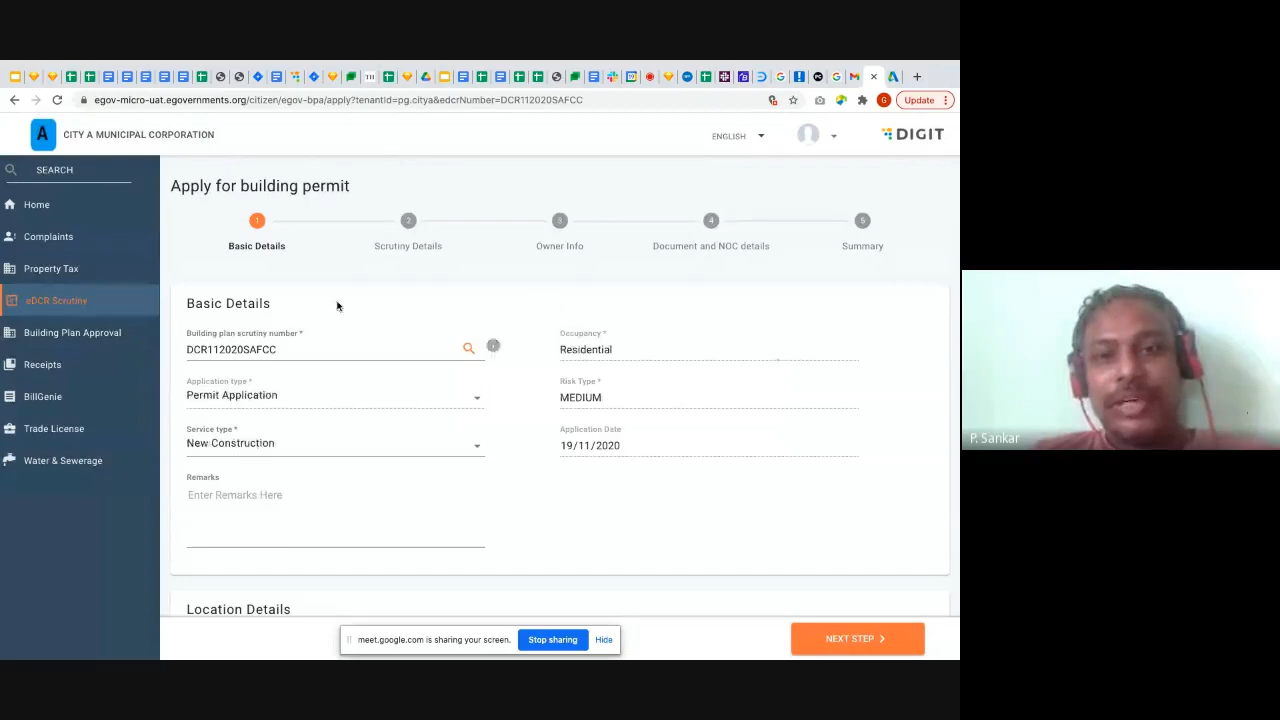 egov-micro-uat.egovernments.org/citizen/egov-bpa/apply?tenantId=pg.citya&edcrNumber=DCR112020SAFCC
G
Update
A
CITY A MUNICIPAL CORPORATION
ENGLISH
DIGIT
SEARCH
Home
Complaints
Property Tax
eDCR Scrutiny
Building Plan Approval
Receipts
BillGenie
Trade License
Water & Sewerage
Apply for building permit
1
2
3
4
5
Basic Details
Scrutiny Details
Owner Info
Document and NOC details
Summary
Basic Details
Building plan scrutiny number *
DCR112020SAFCC
Occupancy *
Residential
Application type *
Permit Application
Risk Type *
MEDIUM
Service type *
New Construction
Application Date
19/11/2020
Remarks
Enter Remarks Here
Location Details
meet.google.com is sharing your screen.
Stop sharing
Hide
NEXT STEP
P. Sankar